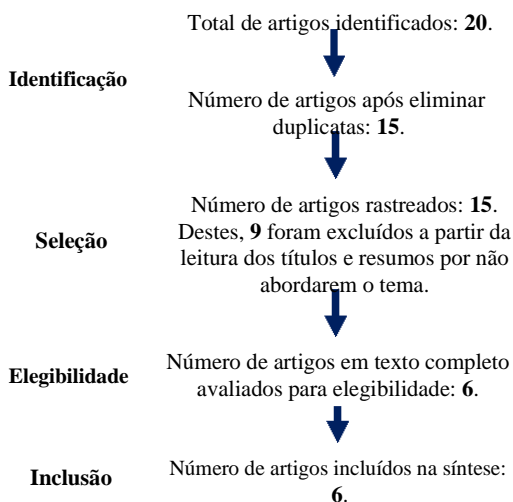 Total de artigos identificados: 20.
Identificação
Número de artigos após eliminar
duplicatas: 15.
Número de artigos rastreados: 15.
Destes, 9 foram excluídos a partir da
Seleção
leitura dos títulos e resumos por não
abordarem o tema.
Número de artigos em texto completo
Elegibilidade
avaliados para elegibilidade: 6.
Número de artigos incluídos na síntese:
Inclusão
6.